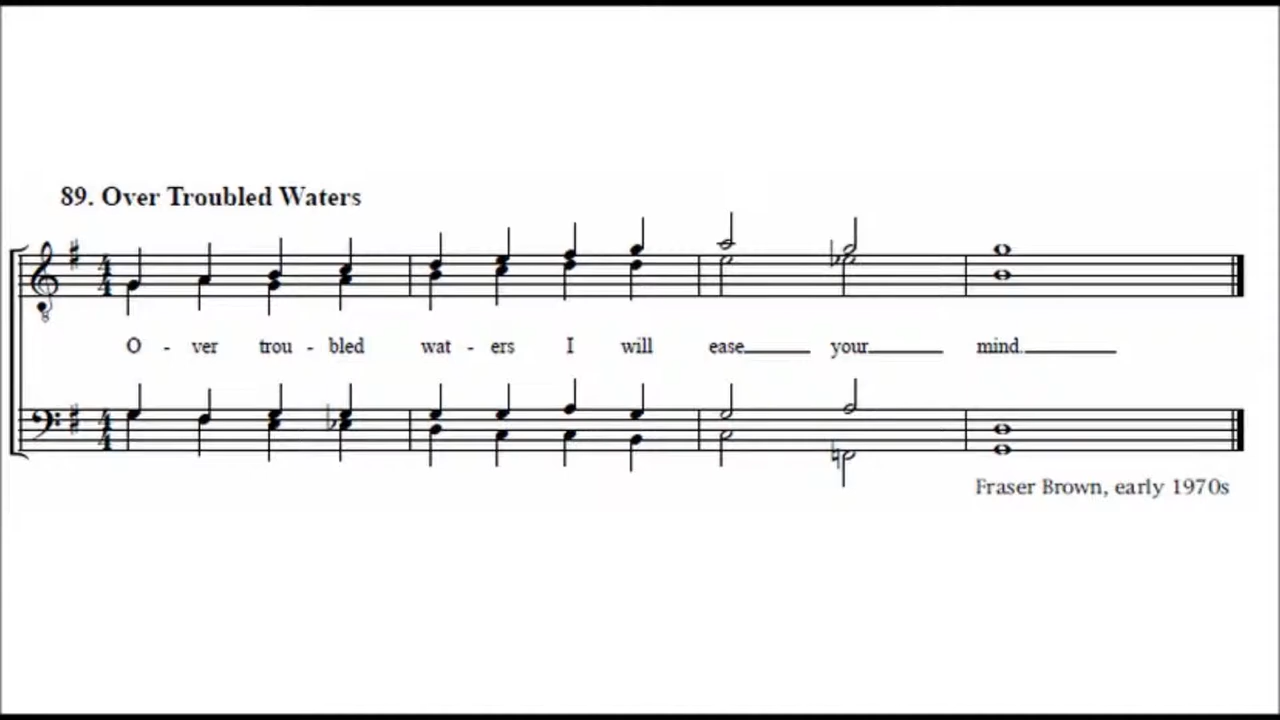 89. Over Troubled Waters
O - ver trou - bled wat - ers I will ease your mind.
Fraser Brown, early 1970s